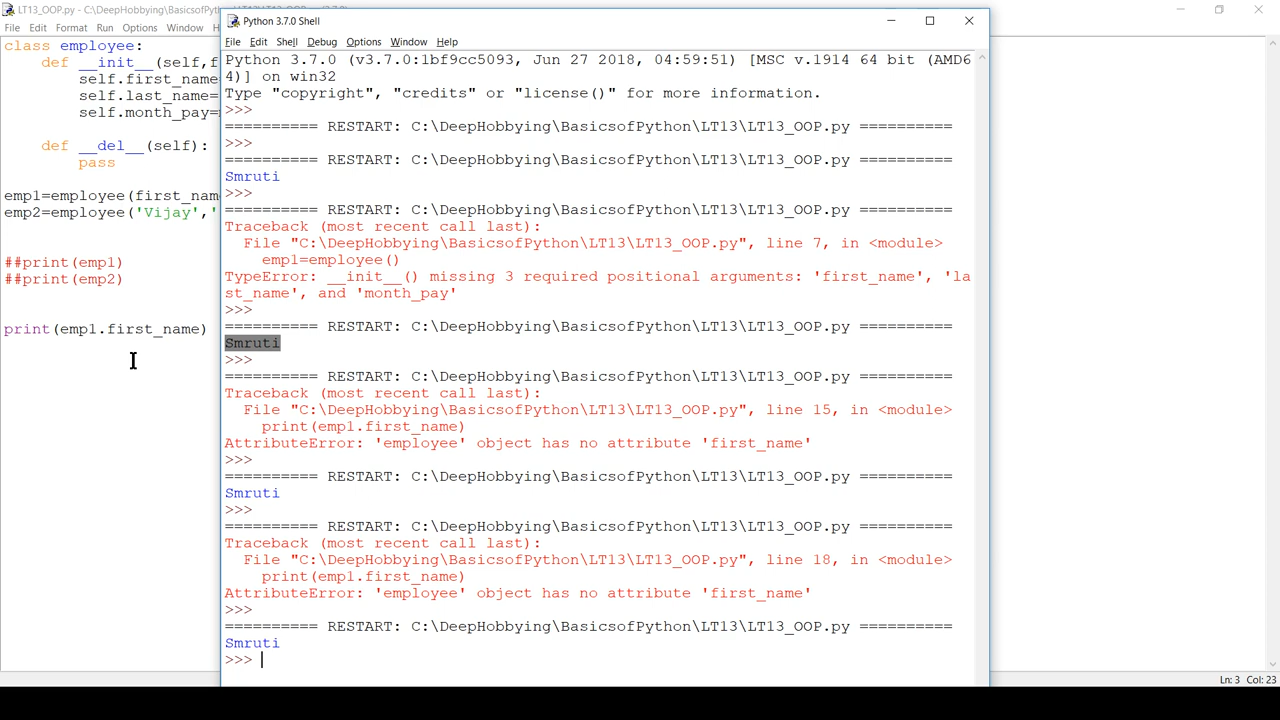 LT13_OOP.py - C:\DeepHobbying\BasicsofPyt
File Edit Format Run Options Window
class employee:
def __init__(self,f
self.first_name=
self.last_name=
self.month_pay=
def __del__(self):
pass
emp1=employee(first_nam
emp2=employee('Vijay','
##print(emp1)
##print(emp2)
print(emp1.first_name)
Python 3.7.0 Shell
File Edit Shell Debug Options Window Help
Python 3.7.0 (v3.7.0:1bf9cc5093, Jun 27 2018, 04:59:51) [MSC v.1914 64 bit (AMD6
4)] on win32
Type "copyright", "credits" or "license()" for more information.
>>>
========== RESTART: C:\DeepHobbying\BasicsofPython\LT13\LT13_OOP.py ==========
>>>
========== RESTART: C:\DeepHobbying\BasicsofPython\LT13\LT13_OOP.py ==========
Smruti
>>>
========== RESTART: C:\DeepHobbying\BasicsofPython\LT13\LT13_OOP.py ==========
Traceback (most recent call last):
File "C:\DeepHobbying\BasicsofPython\LT13\LT13_OOP.py", line 7, in <module>
emp1=employee()
TypeError: __init__() missing 3 required positional arguments: 'first_name', 'la
st_name', and 'month_pay'
>>>
========== RESTART: C:\DeepHobbying\BasicsofPython\LT13\LT13_OOP.py ==========
Smruti
>>>
========== RESTART: C:\DeepHobbying\BasicsofPython\LT13\LT13_OOP.py ==========
Traceback (most recent call last):
File "C:\DeepHobbying\BasicsofPython\LT13\LT13_OOP.py", line 15, in <module>
print(emp1.first_name)
AttributeError: 'employee' object has no attribute 'first_name'
>>>
========== RESTART: C:\DeepHobbying\BasicsofPython\LT13\LT13_OOP.py ==========
Smruti
>>>
========== RESTART: C:\DeepHobbying\BasicsofPython\LT13\LT13_OOP.py ==========
Traceback (most recent call last):
File "C:\DeepHobbying\BasicsofPython\LT13\LT13_OOP.py", line 18, in <module>
print(emp1.first_name)
AttributeError: 'employee' object has no attribute 'first_name'
>>>
========== RESTART: C:\DeepHobbying\BasicsofPython\LT13\LT13_OOP.py ==========
Smruti
>>>
Ln: 3 Col: 23